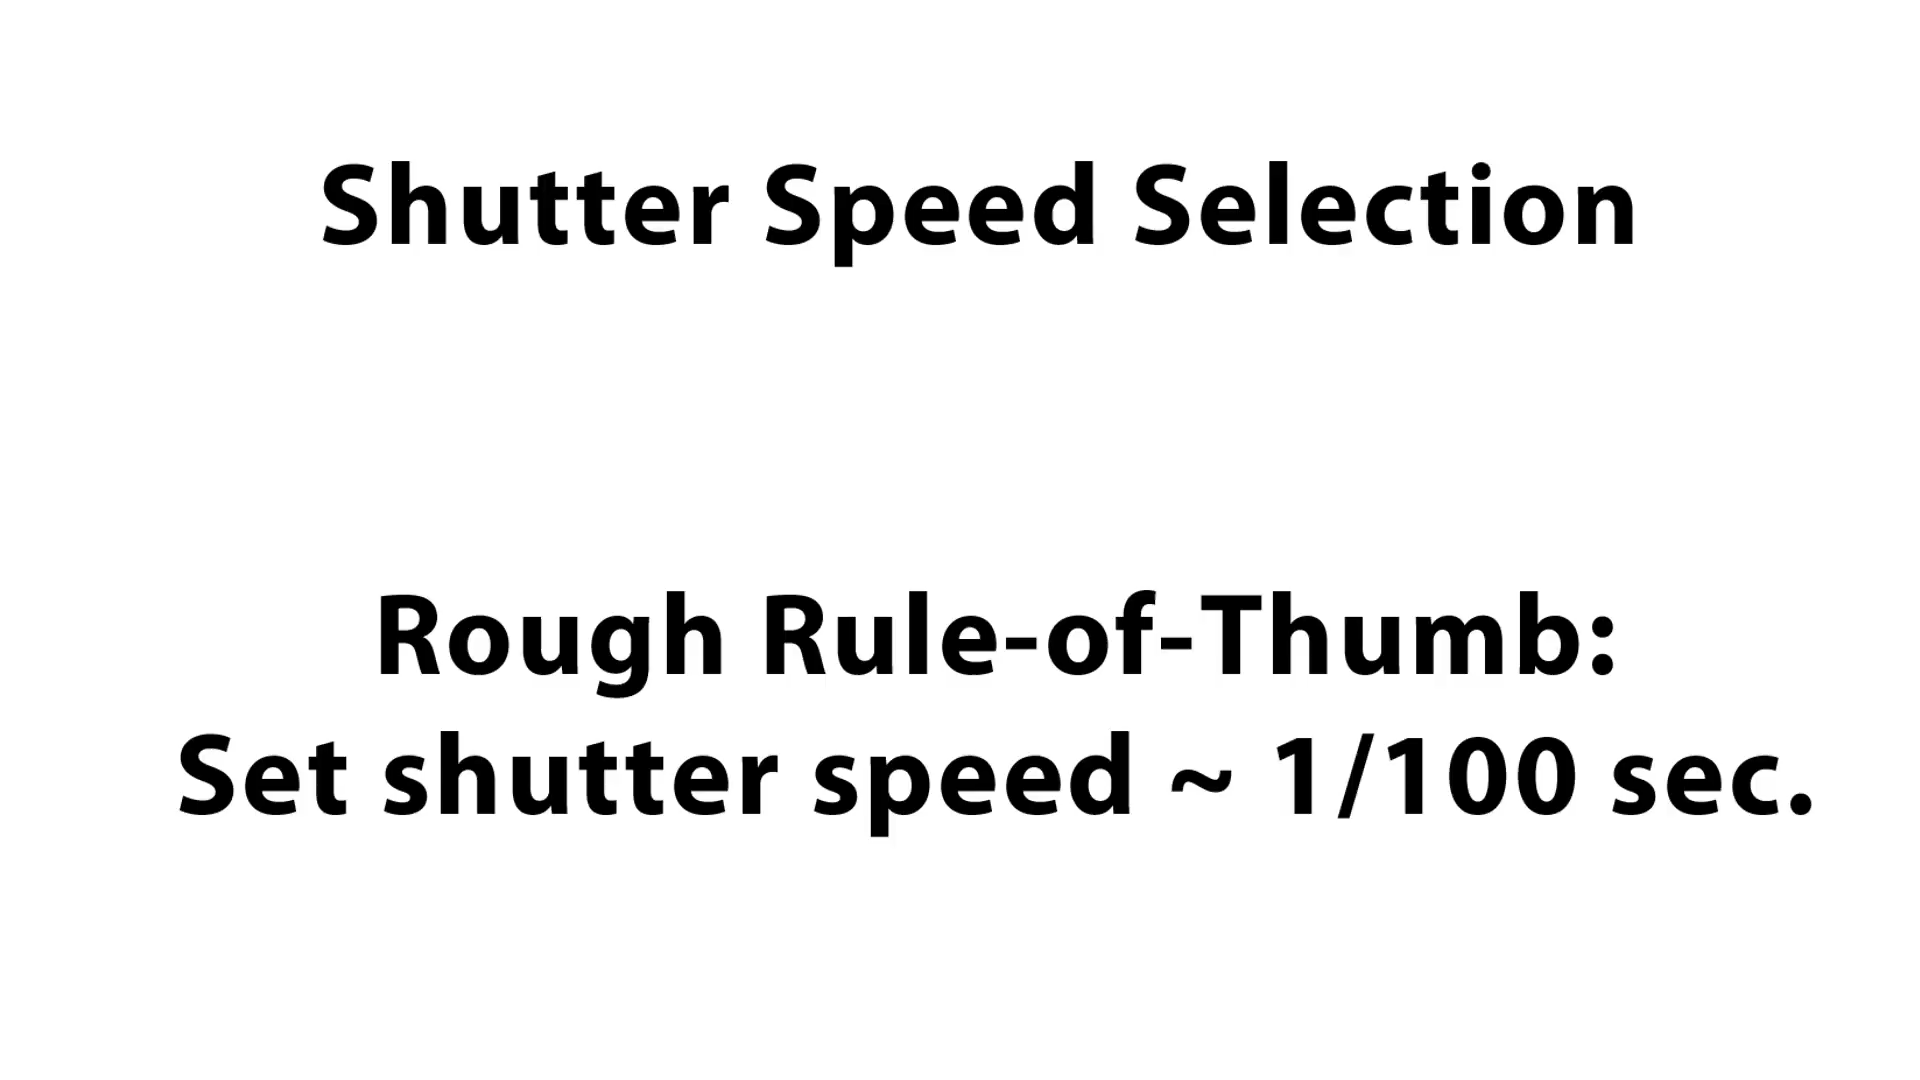 Shutter Speed Selection
Rough Rule-of-Thumb:
Set shutter speed ~ 1/100 sec.